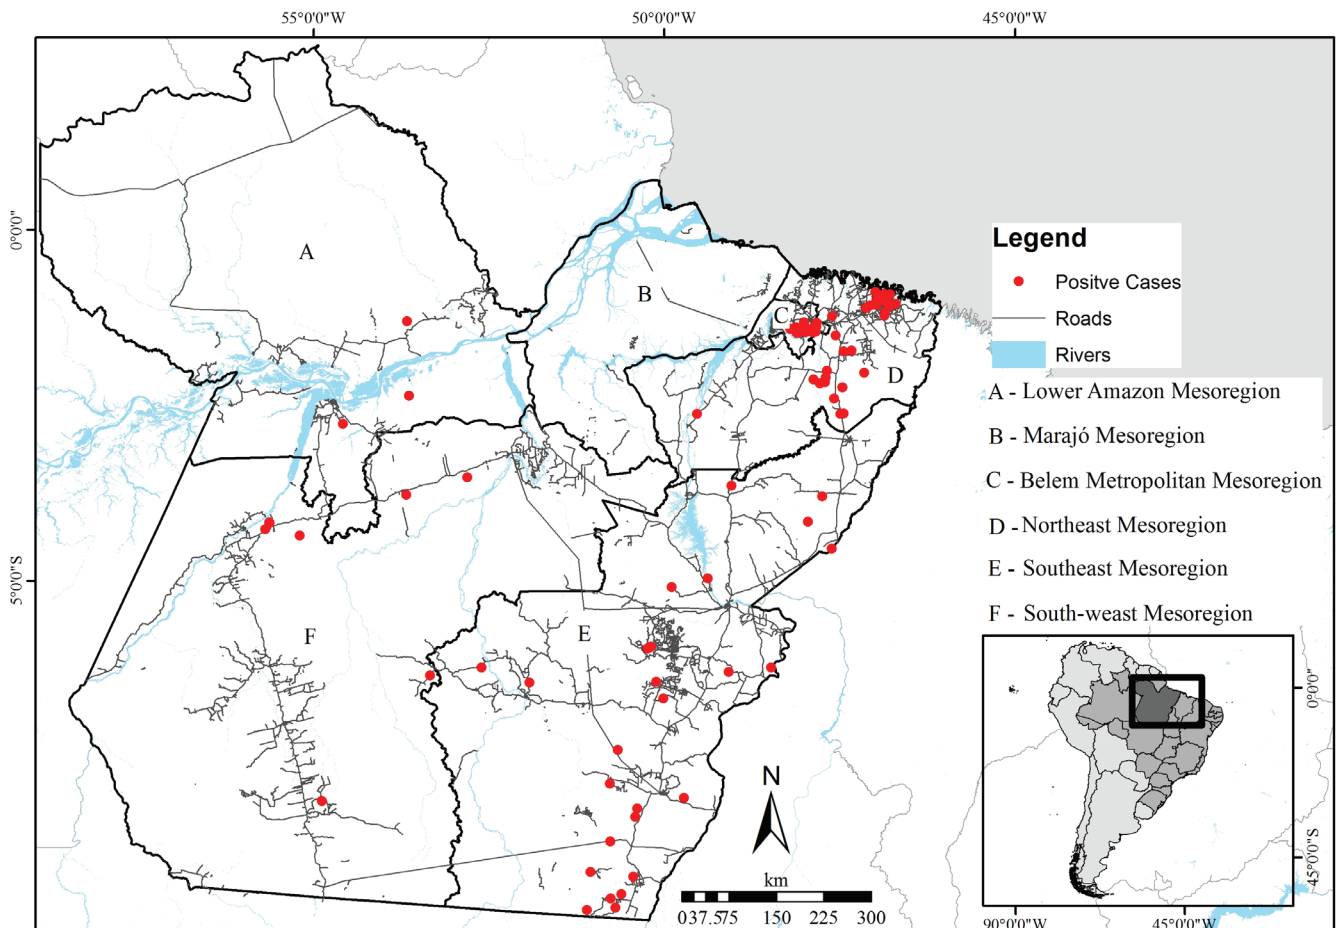 55°0'0"W 50°0'0"W 45°0'0"W
0°0'0"
5°0'0"S
A
B
C
D
E
F
Legend
Positve Cases
Roads
Rivers
A - Lower Amazon Mesoregion
B - Marajó Mesoregion
C - Belem Metropolitan Mesoregion
D - Northeast Mesoregion
E - Southeast Mesoregion
F - South-weast Mesoregion
N
km
037.575 150 225 300
0°0'0"
45°0'0"S
90°0'0"W 45°0'0"W